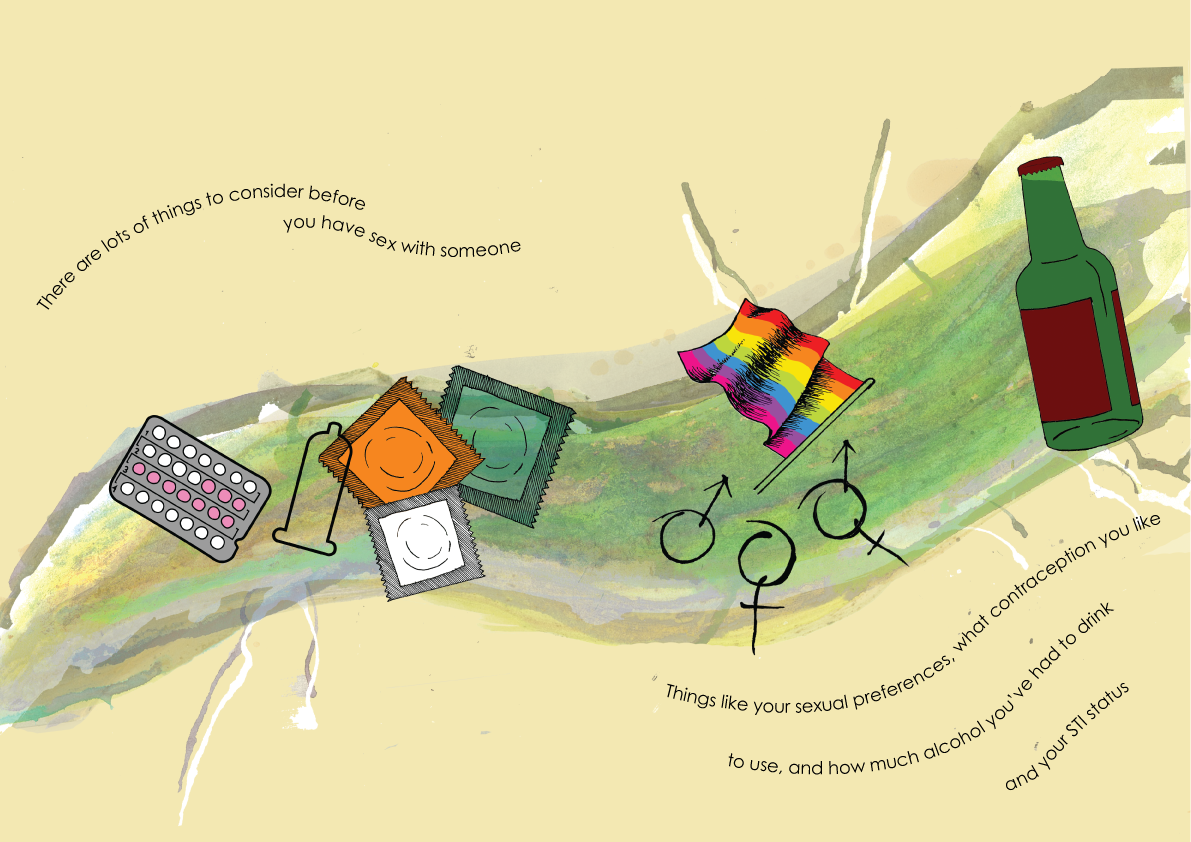 There are lots of things to consider before
you have sex with someone
Things like your sexual preferences, what contraception you like
to use, and how much alcohol you've had to drink
and your STI status